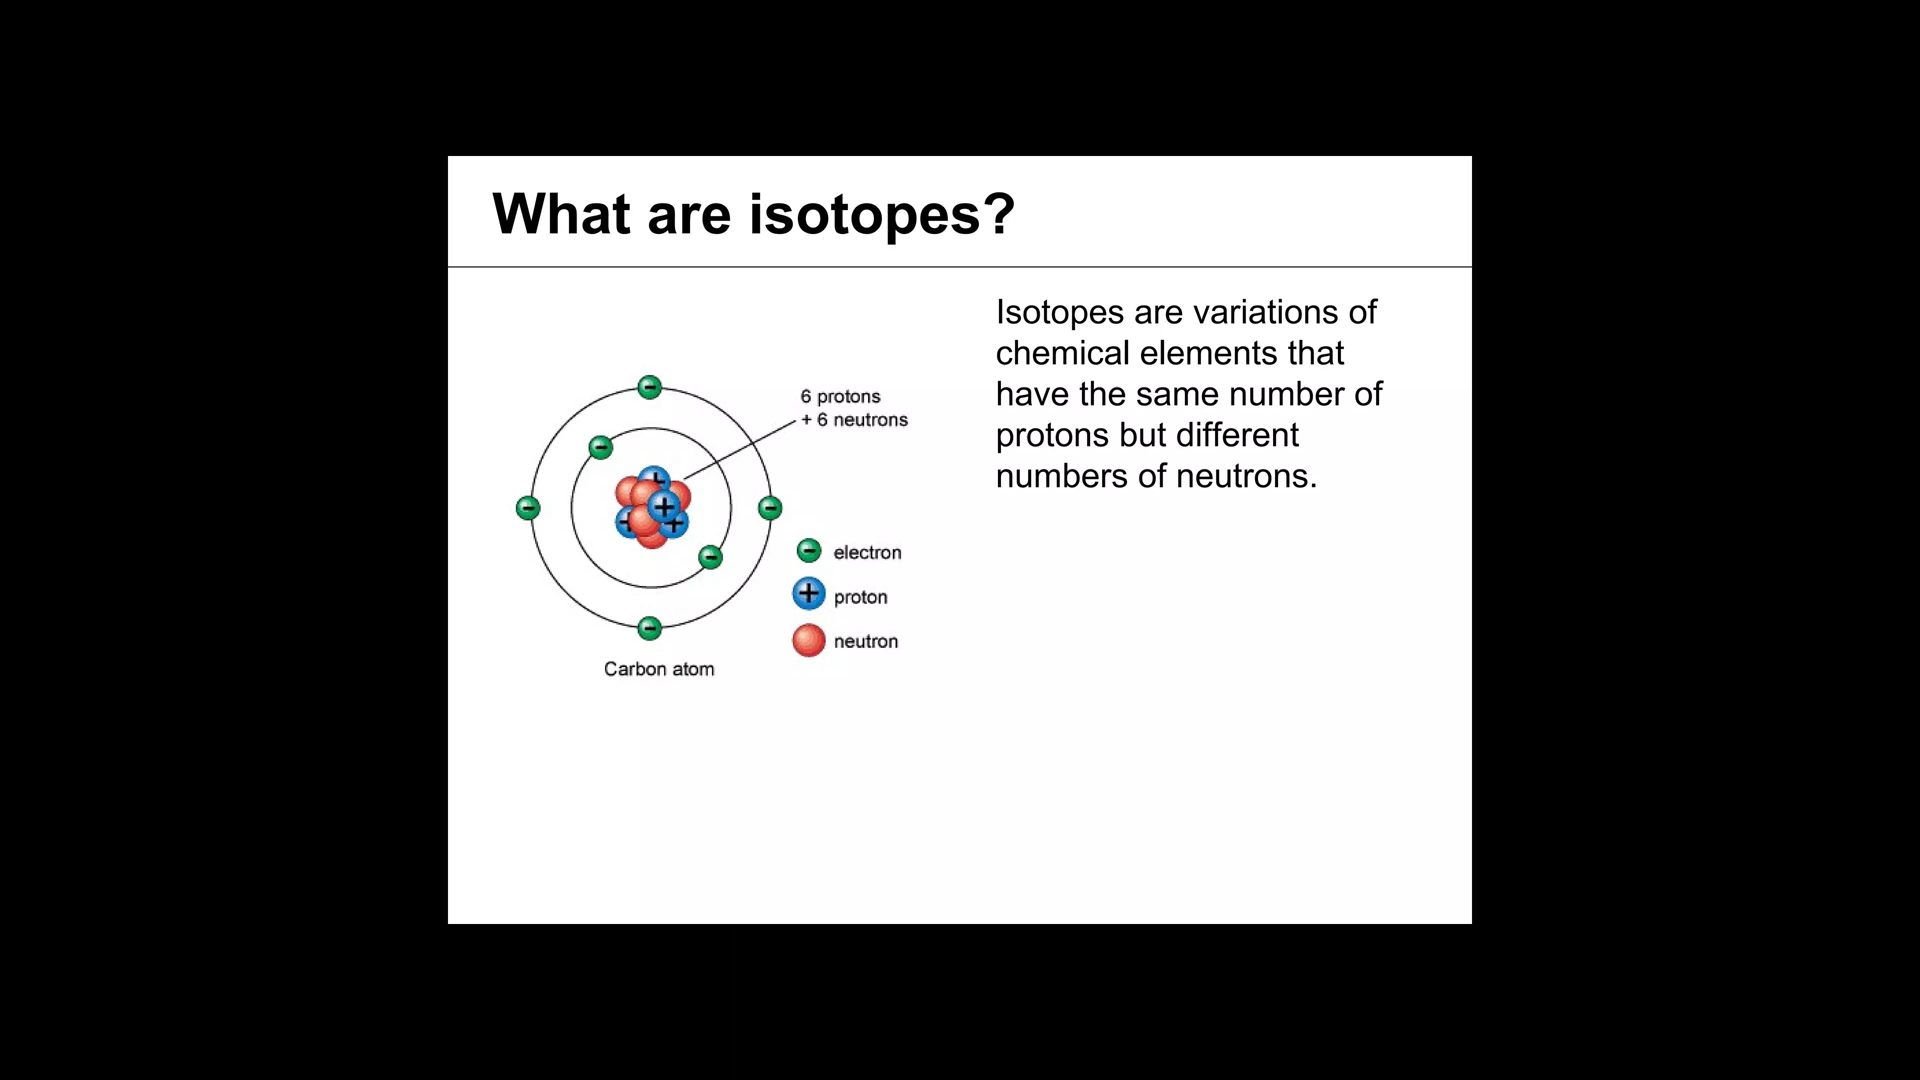 What are isotopes?
Isotopes are variations of
chemical elements that
have the same number of
protons but different
numbers of neutrons.
6 protons
+ 6 neutrons
electron
proton
neutron
Carbon atom